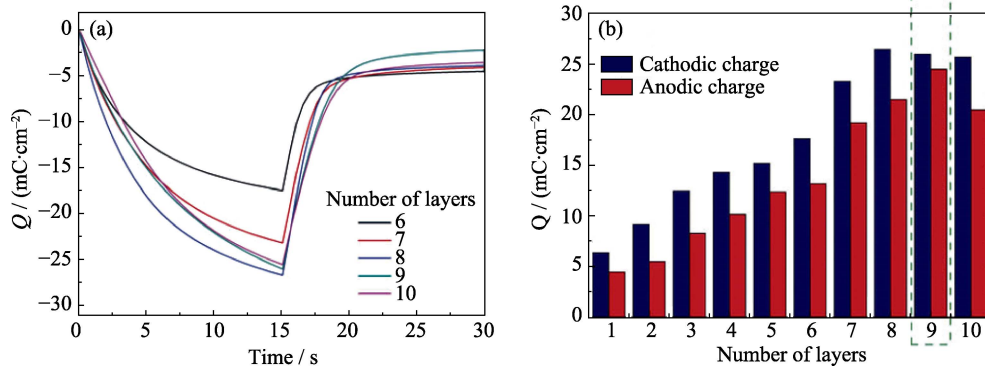 (a)
0
−5
−10
−15
−20
−25
−30
Q / (mC·cm⁻²)
Number of layers
6
7
8
9
10
0 5 10 15 20 25 30
Time / s
(b)
30
25
20
15
10
5
0
Q / (mC·cm⁻²)
Cathodic charge
Anodic charge
1 2 3 4 5 6 7 8 9 10
Number of layers